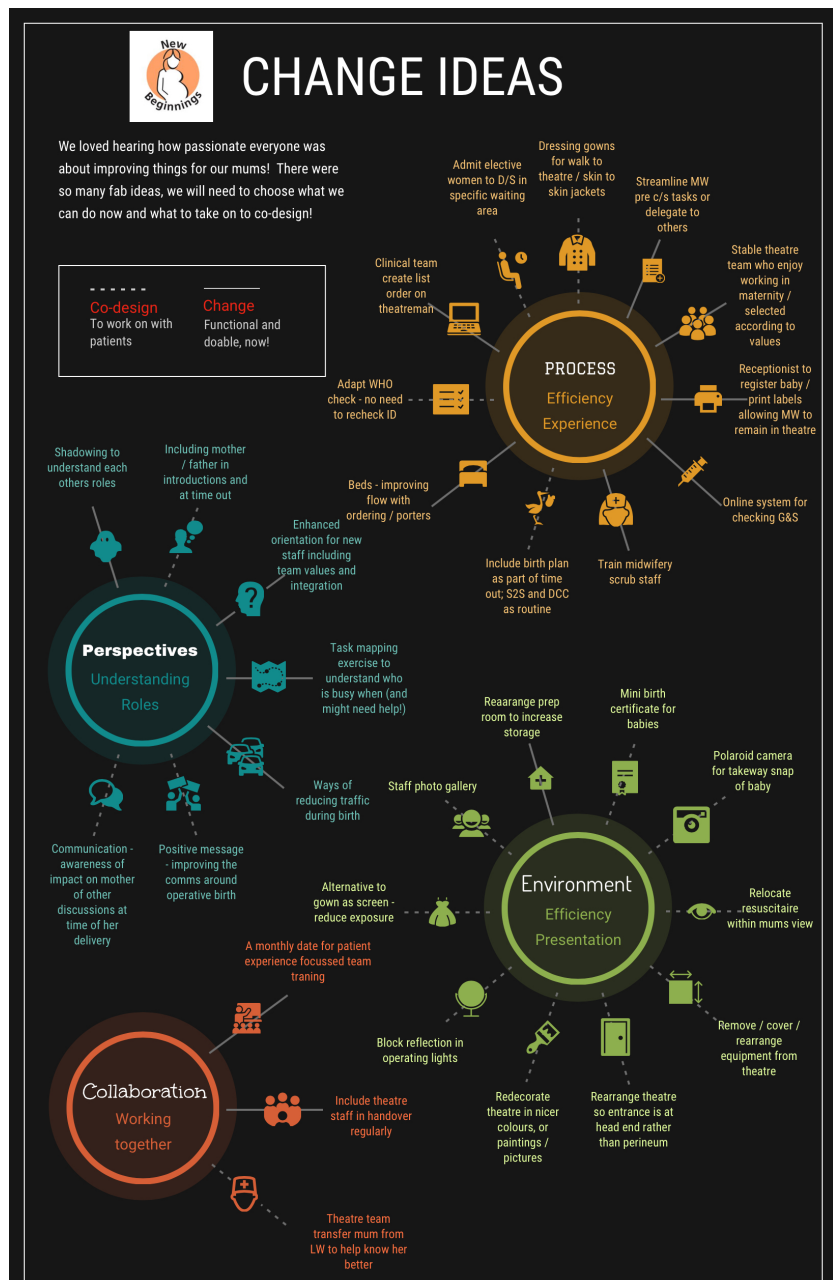 New
Beginnings
CHANGE IDEAS
We loved hearing how passionate everyone was
about improving things for our mums! There were
so many fab ideas, we will need to choose what we
can do now and what to take on to co-design!
Co-design
To work on with
patients
Change
Functional and
doable, now!
Admit elective
women to D/S in
specific waiting
area
Dressing gowns
for walk to
theatre / skin to
skin jackets
Streamline MW
pre c/s tasks or
delegate to
others
Clinical team
create list
order on
theatreman
Stable theatre
team who enjoy
working in
maternity /
selected
according to
values
Adapt WHO
check - no need
to recheck ID
PROCESS
Efficiency
Experience
Receptionist to
register baby /
print labels
allowing MW to
remain in theatre
Beds - improving
flow with
ordering / porters
Online system for
checking G&S
Include birth plan
as part of time
out; S2S and DCC
as routine
Train midwifery
scrub staff
Shadowing to
understand each
others roles
Including mother
/ father in
introductions and
at time out
Enhanced
orientation for new
staff including
team values and
integration
Perspectives
Understanding
Roles
Task mapping
exercise to
understand who
is busy when (and
might need help!)
Ways of
reducing traffic
during birth
Communication -
awareness of
impact on mother
of other
discussions at
time of her
delivery
Positive message
- improving the
comms around
operative birth
Reaarange prep
room to increase
storage
Mini birth
certificate for
babies
Staff photo gallery
Polaroid camera
for takeway snap
of baby
Alternative to
gown as screen -
reduce exposure
Environment
Efficiency
Presentation
Relocate
resuscitaire
within mums view
Block reflection in
operating lights
Remove / cover /
rearrange
equipment from
theatre
Redecorate
theatre in nicer
colours, or
paintings /
pictures
Rearrange theatre
so entrance is at
head end rather
than perineum
A monthly date for patient
experience focussed team
traning
Collaboration
Working
together
Include theatre
staff in handover
regularly
Theatre team
transfer mum from
LW to help know her
better